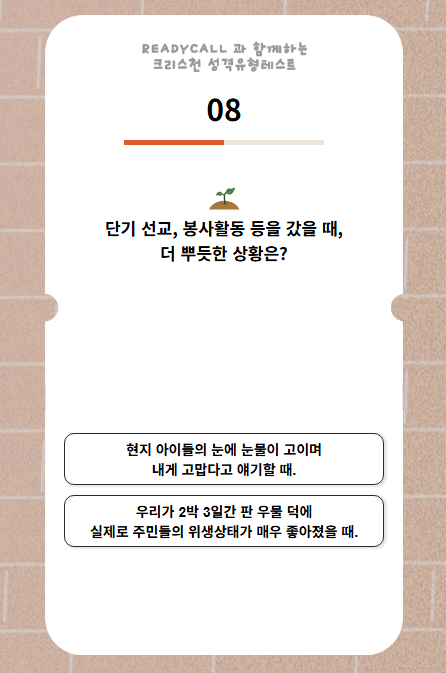 READYCALL 과 함께하는
크리스천 성격유형테스트
08
단기 선교, 봉사활동 등을 갔을 때,
더 뿌듯한 상황은?
현지 아이들의 눈에 눈물이 고이며
내게 고맙다고 얘기할 때.
우리가 2박 3일간 판 우물 덕에
실제로 주민들의 위생상태가 매우 좋아졌을 때.